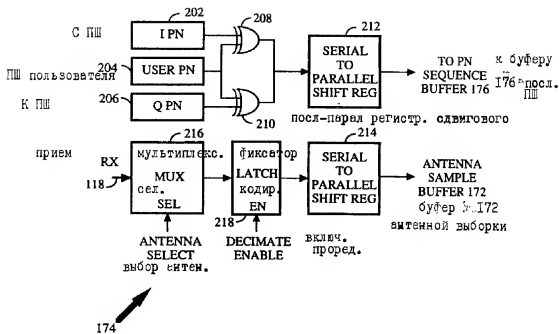 202
208
С ПШ
I PN
212
SERIAL
TO
PARALLEL
SHIFT REG
204
ПШ пользователя
USER PN
TO PN
SEQUENCE
BUFFER 176
к буферу
176 посл.
ПШ
206
К ПШ
Q PN
210
посл-парал регистр. сдвигового
216
214
прием
мультиплекс.
фиксатор
RX
118
MUX
сел.
SEL
LATCH
кодир.
EN
218
SERIAL
TO
PARALLEL
SHIFT REG
ANTENNA
SAMPLE
BUFFER 172
буфер 172
антенной выборки
ANTENNA
SELECT
выбор антен.
DECIMATE
ENABLE
включ.
проред.
174